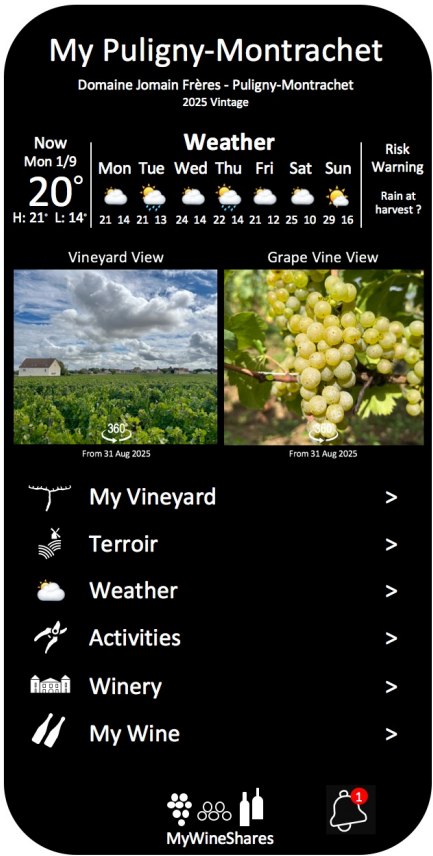 My Puligny-Montrachet
Domaine Jomain Frères - Puligny-Montrachet
2025 Vintage
Now
Mon 1/9
20°
H: 21° L: 14°
Weather
Mon Tue Wed Thu Fri Sat Sun
21 14 21 13 24 14 22 14 21 12 25 10 29 16
Risk
Warning
Rain at
harvest ?
Vineyard View
Grape Vine View
360°
360°
From 31 Aug 2025
From 31 Aug 2025
My Vineyard >
Terroir >
Weather >
Activities >
Winery >
My Wine >
MyWineShares
1